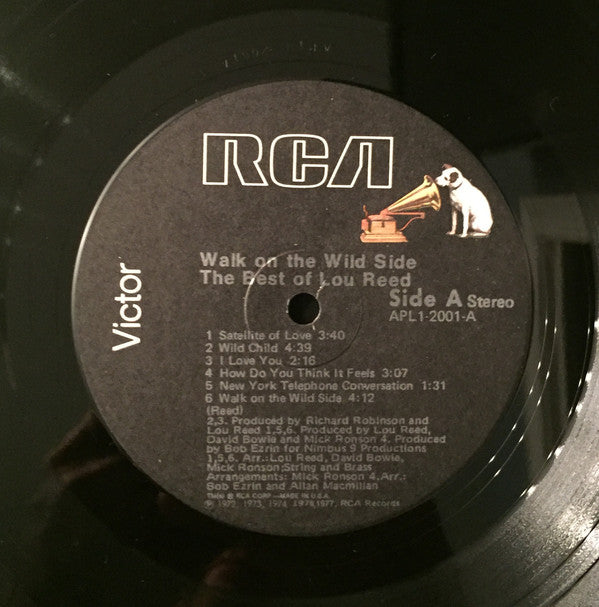 RCA
Victor
Walk on the Wild Side
The Best of Lou Reed
Side A Stereo
APL1-2001-A
1 Satellite of Love 3:40
2 Wild Child 4:39
3 I Love You 2:16
4 How Do You Think It Feels 3:07
5 New York Telephone Conversation 1:31
6 Walk on the Wild Side 4:12
(Reed)
2,3. Produced by Richard Robinson and
Lou Reed 1,5,6. Produced by Lou Reed,
David Bowie and Mick Ronson 4. Produced
by Bob Ezrin for Nimbus 9 Productions
1,5,6. Arr.:Lou Reed, David Bowie,
Mick Ronson:String and Brass
Arrangements: Mick Ronson 4,Arr.:
Bob Ezrin and Allan Macmillan
TM(s) ® RCA CORP.—MADE IN U.S.A.
℗ 1972, 1973, 1974, 1976,1977, RCA Records